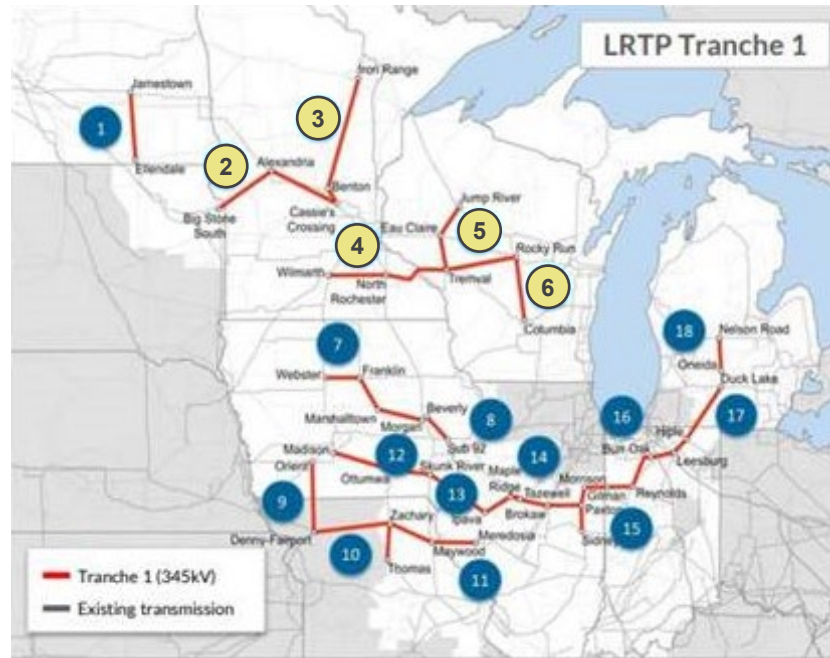 LRTP Tranche 1
Iron Range
Jamestown
3
1
2
Alexandria
Ellendale
Benton
Jump River
Big Stone
South
Cassie's
Crossing
Eau Claire
5
4
Rocky Run
Wilmarth
North
Rochester
Tremval
6
Columbia
18
Nelson Road
7
Oneida
Webster
Franklin
Duck Lake
Marshalltown
Morgan
Beverly
8
16
17
Hiple
Sub 92
Madison
Orient
12
14
Burr Oak
Leesburg
Ottumwa
Skunk River
Maple
Ridge
Morrison
13
Tazewell
Gilman
Reynolds
9
Ipava
Brokaw
Paxton
Zachary
15
Sidney
Denny-Fairport
Meredosia
10
Maywood
Thomas
11
Tranche 1 (345kV)
Existing transmission